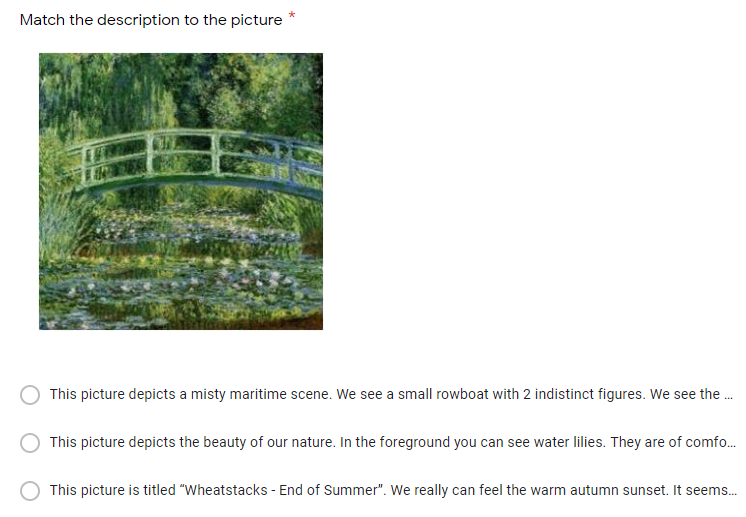 Match the description to the picture *
This picture depicts a misty maritime scene. We see a small rowboat with 2 indistinct figures. We see the ...
This picture depicts the beauty of our nature. In the foreground you can see water lilies. They are of comfo...
This picture is titled "Wheatstacks - End of Summer". We really can feel the warm autumn sunset. It seems...